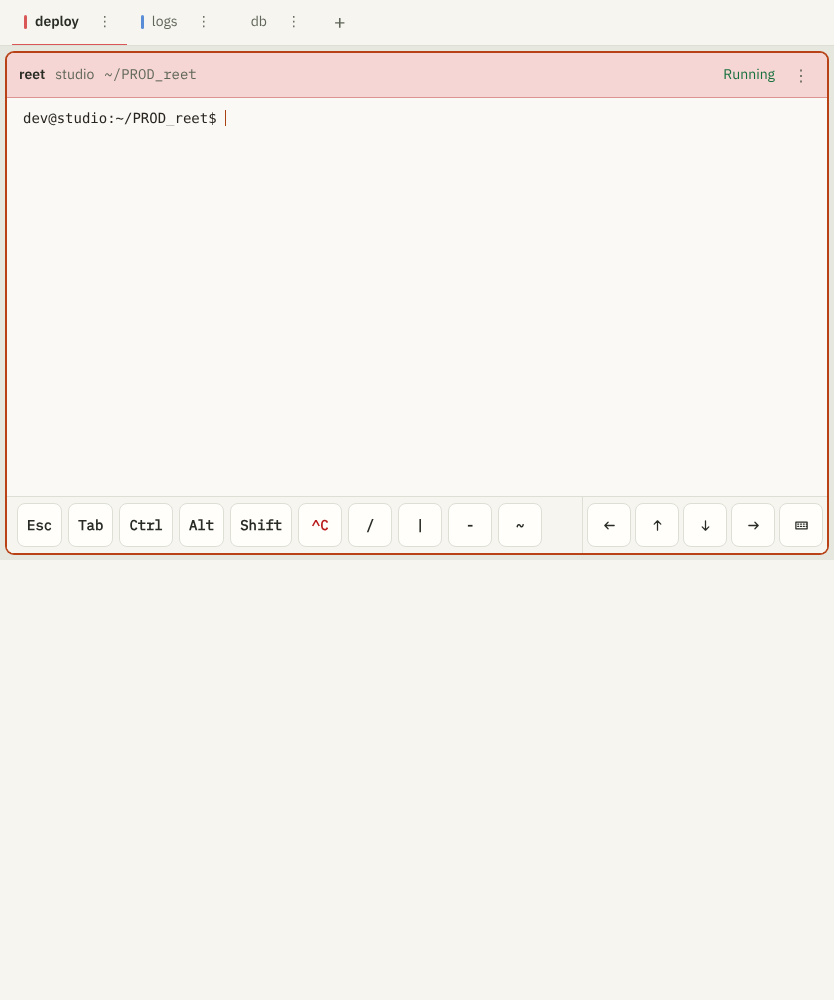 deploy ⋮ logs ⋮ db ⋮ +
reet studio ~/PROD_reet Running ⋮
dev@studio:~/PROD_reet$
Esc Tab Ctrl Alt Shift ^C / | - ~ ← ↑ ↓ →